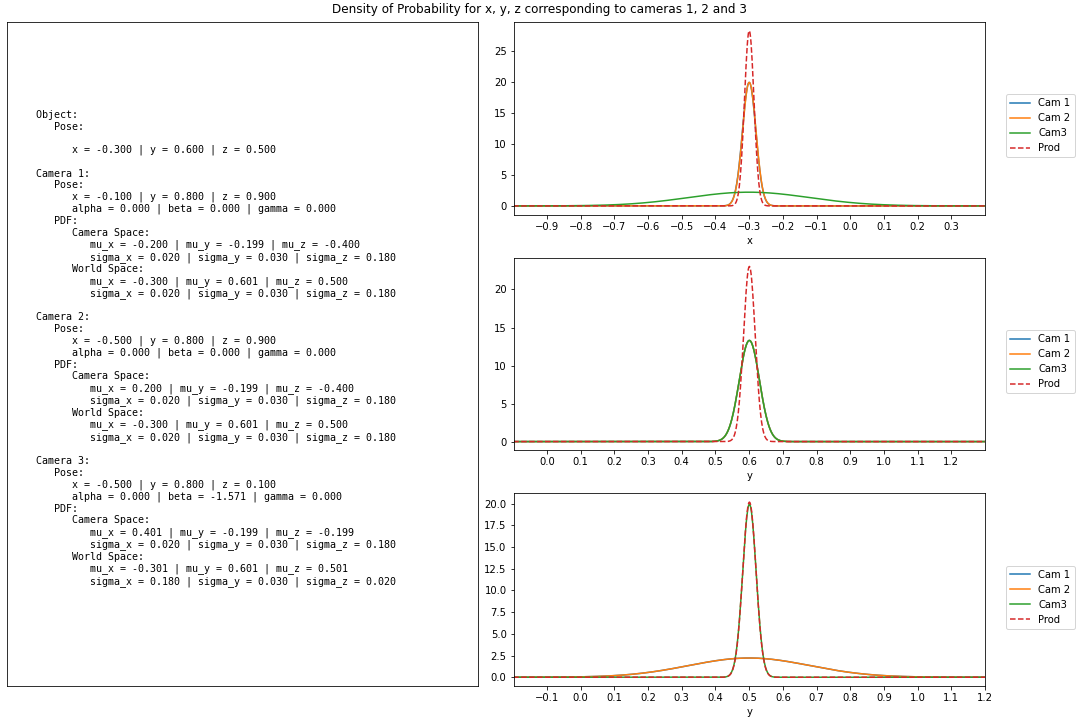 Density of Probability for x, y, z corresponding to cameras 1, 2 and 3
Object:
Pose:
x = -0.300 | y = 0.600 | z = 0.500
Camera 1:
Pose:
x = -0.100 | y = 0.800 | z = 0.900
alpha = 0.000 | beta = 0.000 | gamma = 0.000
PDF:
Camera Space:
mu_x = -0.200 | mu_y = -0.199 | mu_z = -0.400
sigma_x = 0.020 | sigma_y = 0.030 | sigma_z = 0.180
World Space:
mu_x = -0.300 | mu_y = 0.601 | mu_z = 0.500
sigma_x = 0.020 | sigma_y = 0.030 | sigma_z = 0.180
Camera 2:
Pose:
x = -0.500 | y = 0.800 | z = 0.900
alpha = 0.000 | beta = 0.000 | gamma = 0.000
PDF:
Camera Space:
mu_x = 0.200 | mu_y = -0.199 | mu_z = -0.400
sigma_x = 0.020 | sigma_y = 0.030 | sigma_z = 0.180
World Space:
mu_x = -0.300 | mu_y = 0.601 | mu_z = 0.500
sigma_x = 0.020 | sigma_y = 0.030 | sigma_z = 0.180
Camera 3:
Pose:
x = -0.500 | y = 0.800 | z = 0.100
alpha = 0.000 | beta = -1.571 | gamma = 0.000
PDF:
Camera Space:
mu_x = 0.401 | mu_y = -0.199 | mu_z = -0.199
sigma_x = 0.020 | sigma_y = 0.030 | sigma_z = 0.180
World Space:
mu_x = -0.301 | mu_y = 0.601 | mu_z = 0.501
sigma_x = 0.180 | sigma_y = 0.030 | sigma_z = 0.020
25
20
15
10
5
0
−0.9 −0.8 −0.7 −0.6 −0.5 −0.4 −0.3 −0.2 −0.1 0.0 0.1 0.2 0.3
x
Cam 1
Cam 2
Cam3
Prod
20
15
10
5
0
0.0 0.1 0.2 0.3 0.4 0.5 0.6 0.7 0.8 0.9 1.0 1.1 1.2
y
Cam 1
Cam 2
Cam3
Prod
20.0
17.5
15.0
12.5
10.0
7.5
5.0
2.5
0.0
−0.1 0.0 0.1 0.2 0.3 0.4 0.5 0.6 0.7 0.8 0.9 1.0 1.1 1.2
y
Cam 1
Cam 2
Cam3
Prod